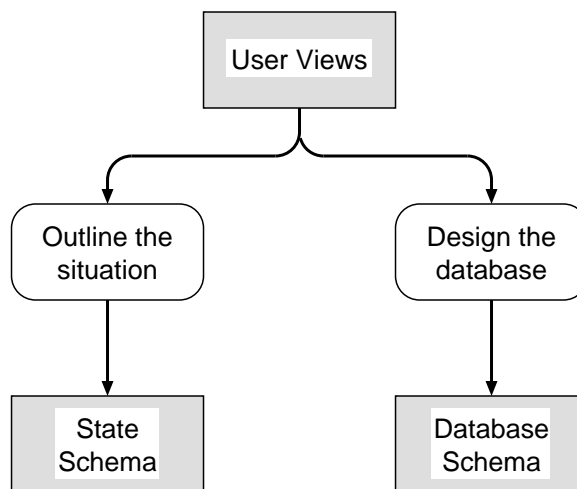 User Views
Outline the
situation
Design the
database
State
Schema
Database
Schema